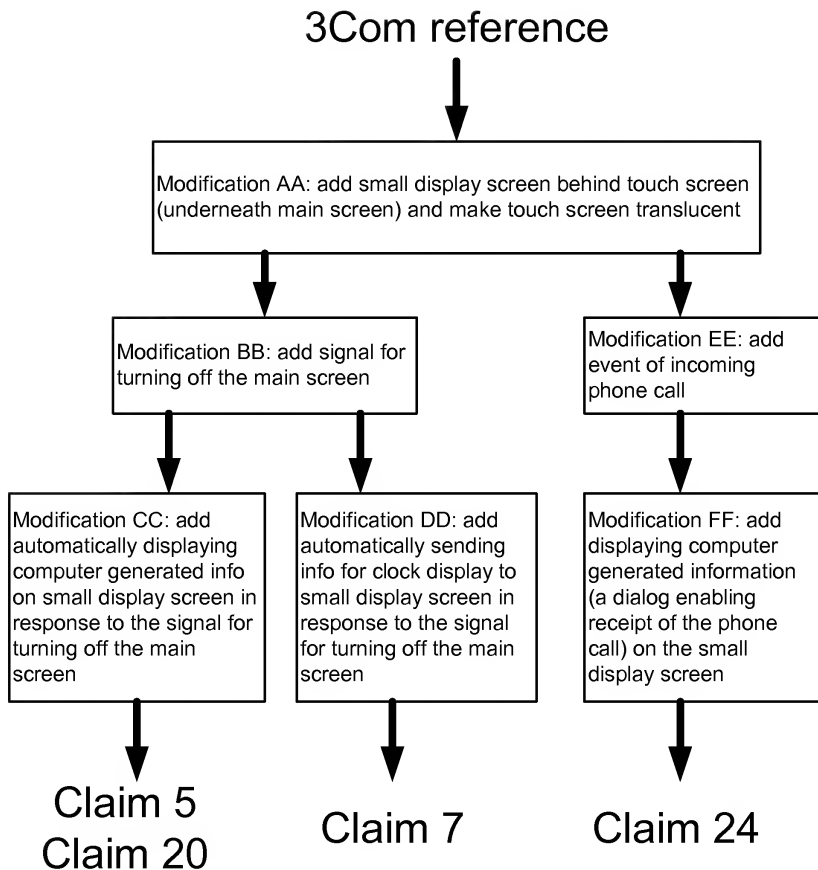 3Com reference
Modification AA: add small display screen behind touch screen
(underneath main screen) and make touch screen translucent
Modification BB: add signal for
turning off the main screen
Modification EE: add
event of incoming
phone call
Modification CC: add
automatically displaying
computer generated info
on small display screen in
response to the signal for
turning off the main
screen
Modification DD: add
automatically sending
info for clock display to
small display screen in
response to the signal
for turning off the main
screen
Modification FF: add
displaying computer
generated information
(a dialog enabling
receipt of the phone
call) on the small
display screen
Claim 5
Claim 20
Claim 7
Claim 24